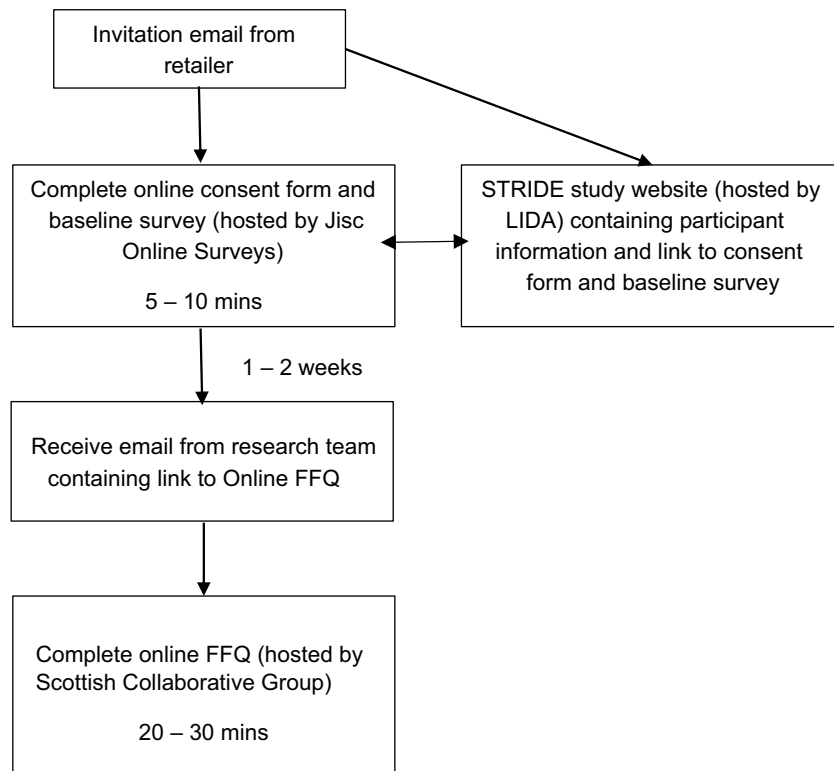 Invitation email from
retailer
Complete online consent form and
baseline survey (hosted by Jisc
Online Surveys)
5 – 10 mins
STRIDE study website (hosted by
LIDA) containing participant
information and link to consent
form and baseline survey
1 – 2 weeks
Receive email from research team
containing link to Online FFQ
Complete online FFQ (hosted by
Scottish Collaborative Group)
20 – 30 mins